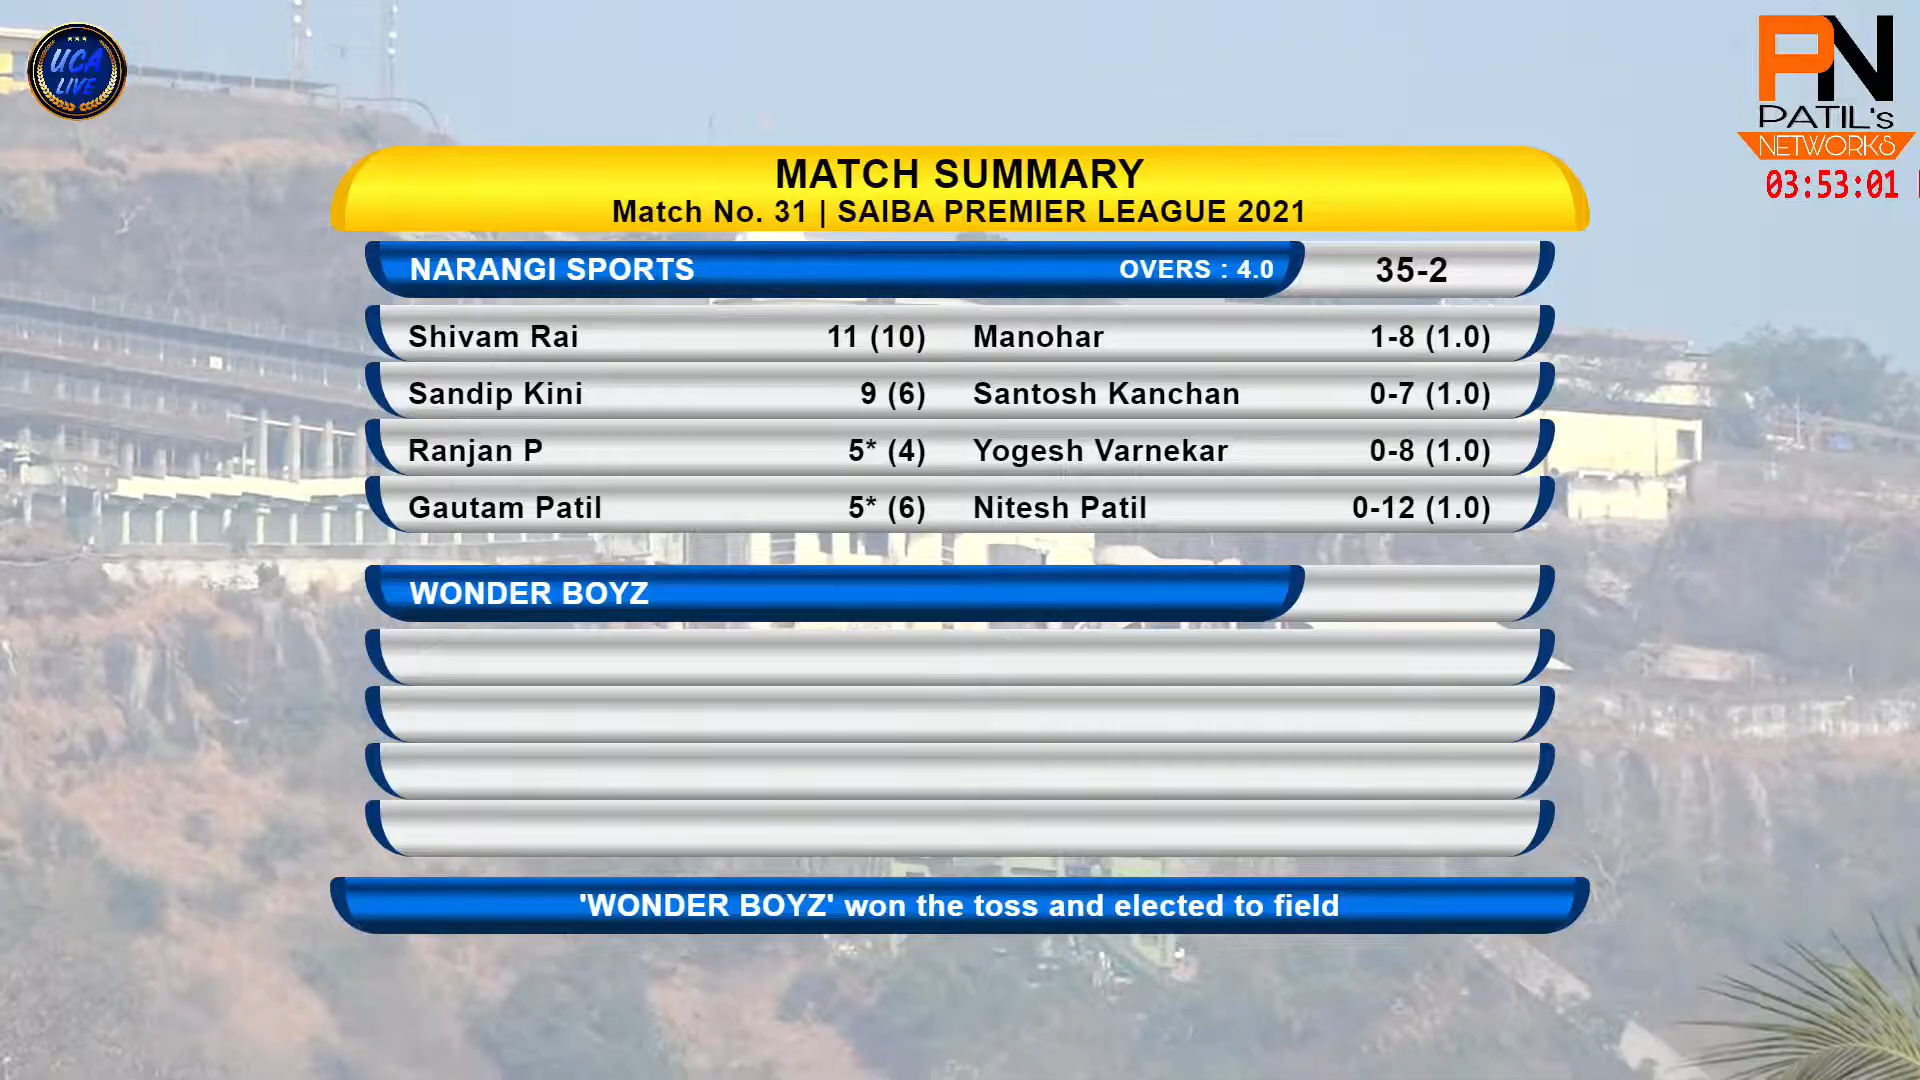 UCA
LIVE
PN
PATIL's
NETWORKS
03:53:01
MATCH SUMMARY
Match No. 31 | SAIBA PREMIER LEAGUE 2021
NARANGI SPORTS OVERS : 4.0 35-2
Shivam Rai 11 (10) Manohar 1-8 (1.0)
Sandip Kini 9 (6) Santosh Kanchan 0-7 (1.0)
Ranjan P 5* (4) Yogesh Varnekar 0-8 (1.0)
Gautam Patil 5* (6) Nitesh Patil 0-12 (1.0)
WONDER BOYZ
'WONDER BOYZ' won the toss and elected to field